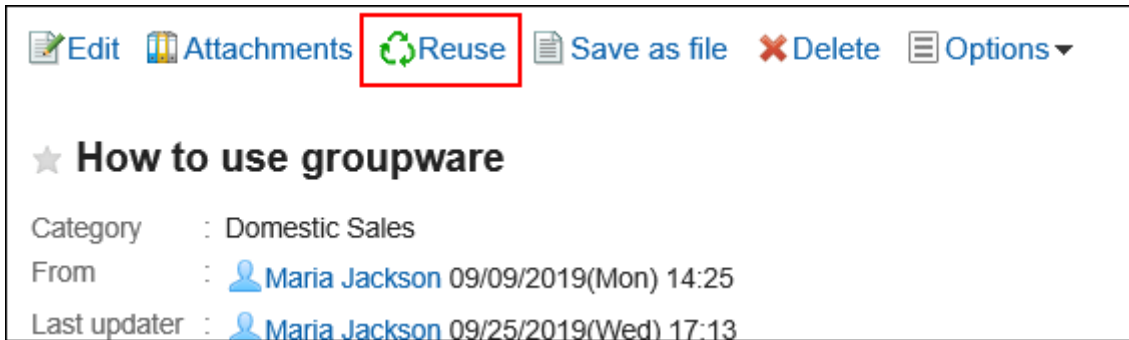 Edit Attachments Reuse Save as file Delete Options
How to use groupware
Category : Domestic Sales
From : Maria Jackson 09/09/2019(Mon) 14:25
Last updater : Maria Jackson 09/25/2019(Wed) 17:13